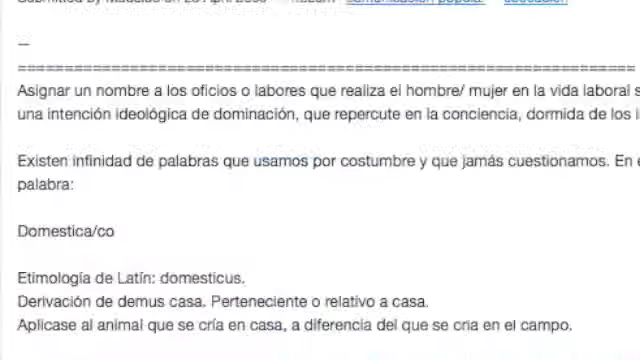 comunicación popular educación
—
====================================================================
Asignar un nombre a los oficios o labores que realiza el hombre/ mujer en la vida laboral
una intención ideológica de dominación, que repercute en la conciencia, dormida de los
Existen infinidad de palabras que usamos por costumbre y que jamás cuestionamos. En
palabra:
Domestica/co
Etimología de Latín: domesticus.
Derivación de demus casa. Perteneciente o relativo a casa.
Aplicase al animal que se cría en casa, a diferencia del que se cria en el campo.